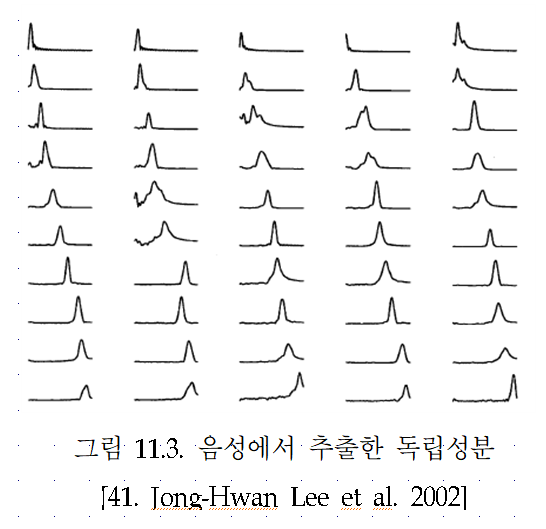 그림 11.3. 음성에서 추출한 독립성분
[41. Jong-Hwan Lee et al. 2002]